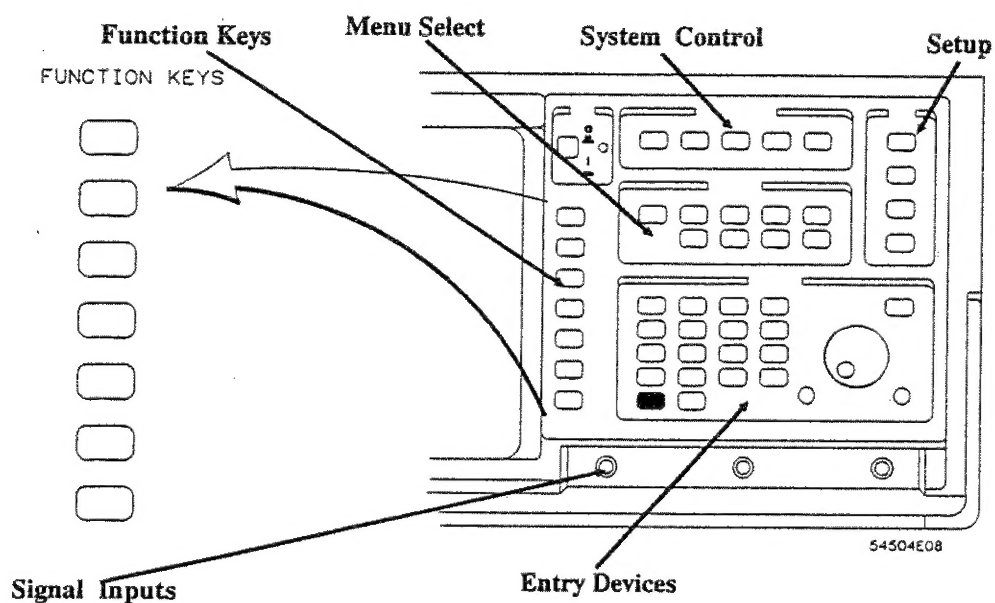 Function Keys
Menu Select
System Control
Setup
FUNCTION KEYS
54504E08
Signal Inputs
Entry Devices